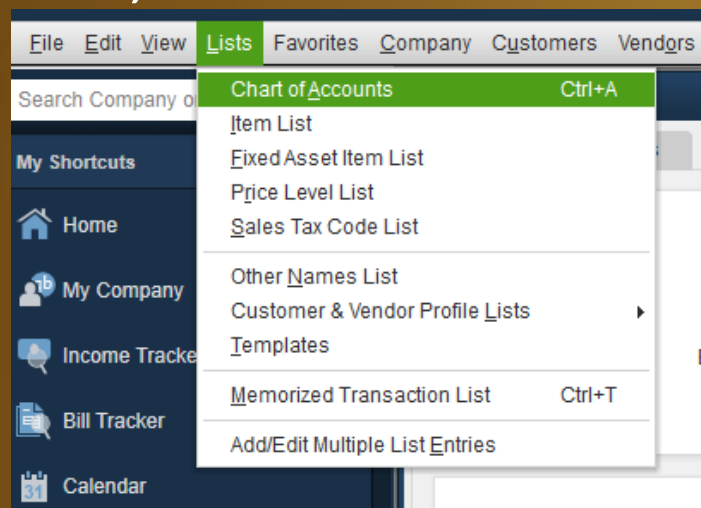 File Edit View Lists Favorites Company Customers Vendors
Search Company o
Chart of Accounts Ctrl+A
Item List
Fixed Asset Item List
Price Level List
Sales Tax Code List
Other Names List
Customer & Vendor Profile Lists
Templates
Memorized Transaction List Ctrl+T
Add/Edit Multiple List Entries
My Shortcuts
Home
My Company
Income Tracke
Bill Tracker
31 Calendar